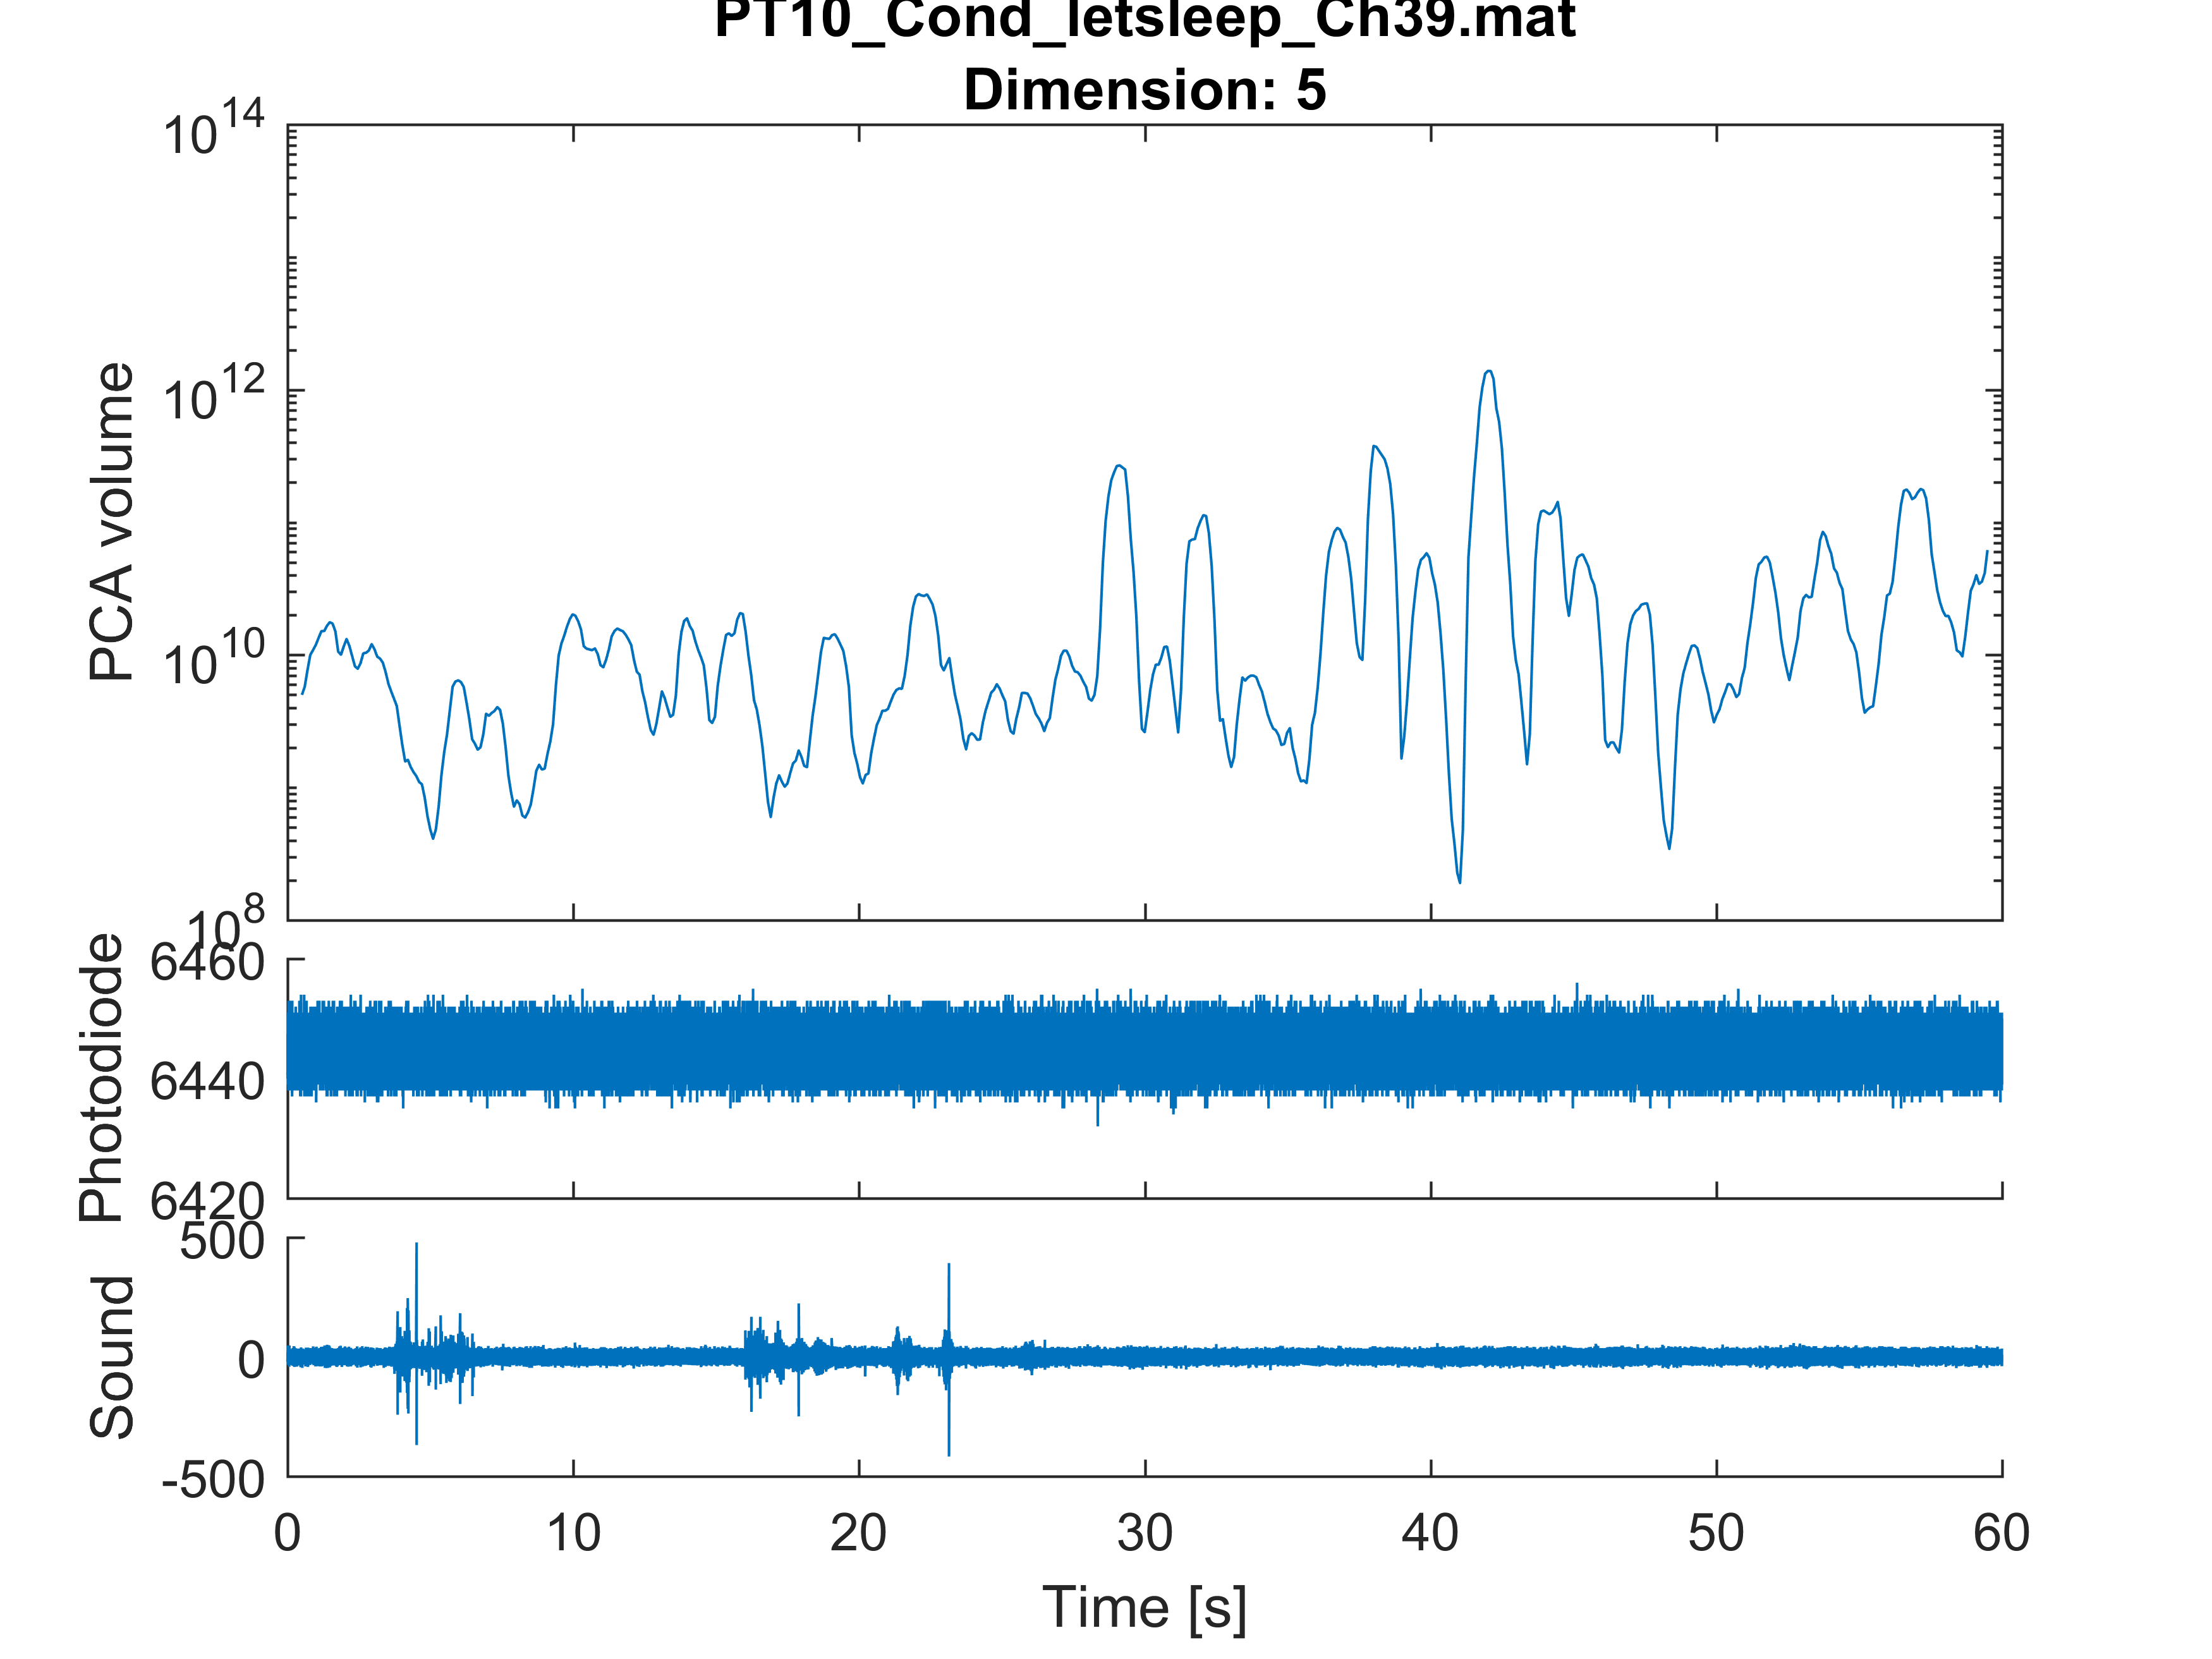 PT10_Cond_letsleep_Ch39.mat
Dimension: 5
10^14
10^12
10^10
10^8
PCA volume
6460
6440
6420
Photodiode
500
0
-500
Sound
0 10 20 30 40 50 60
Time [s]